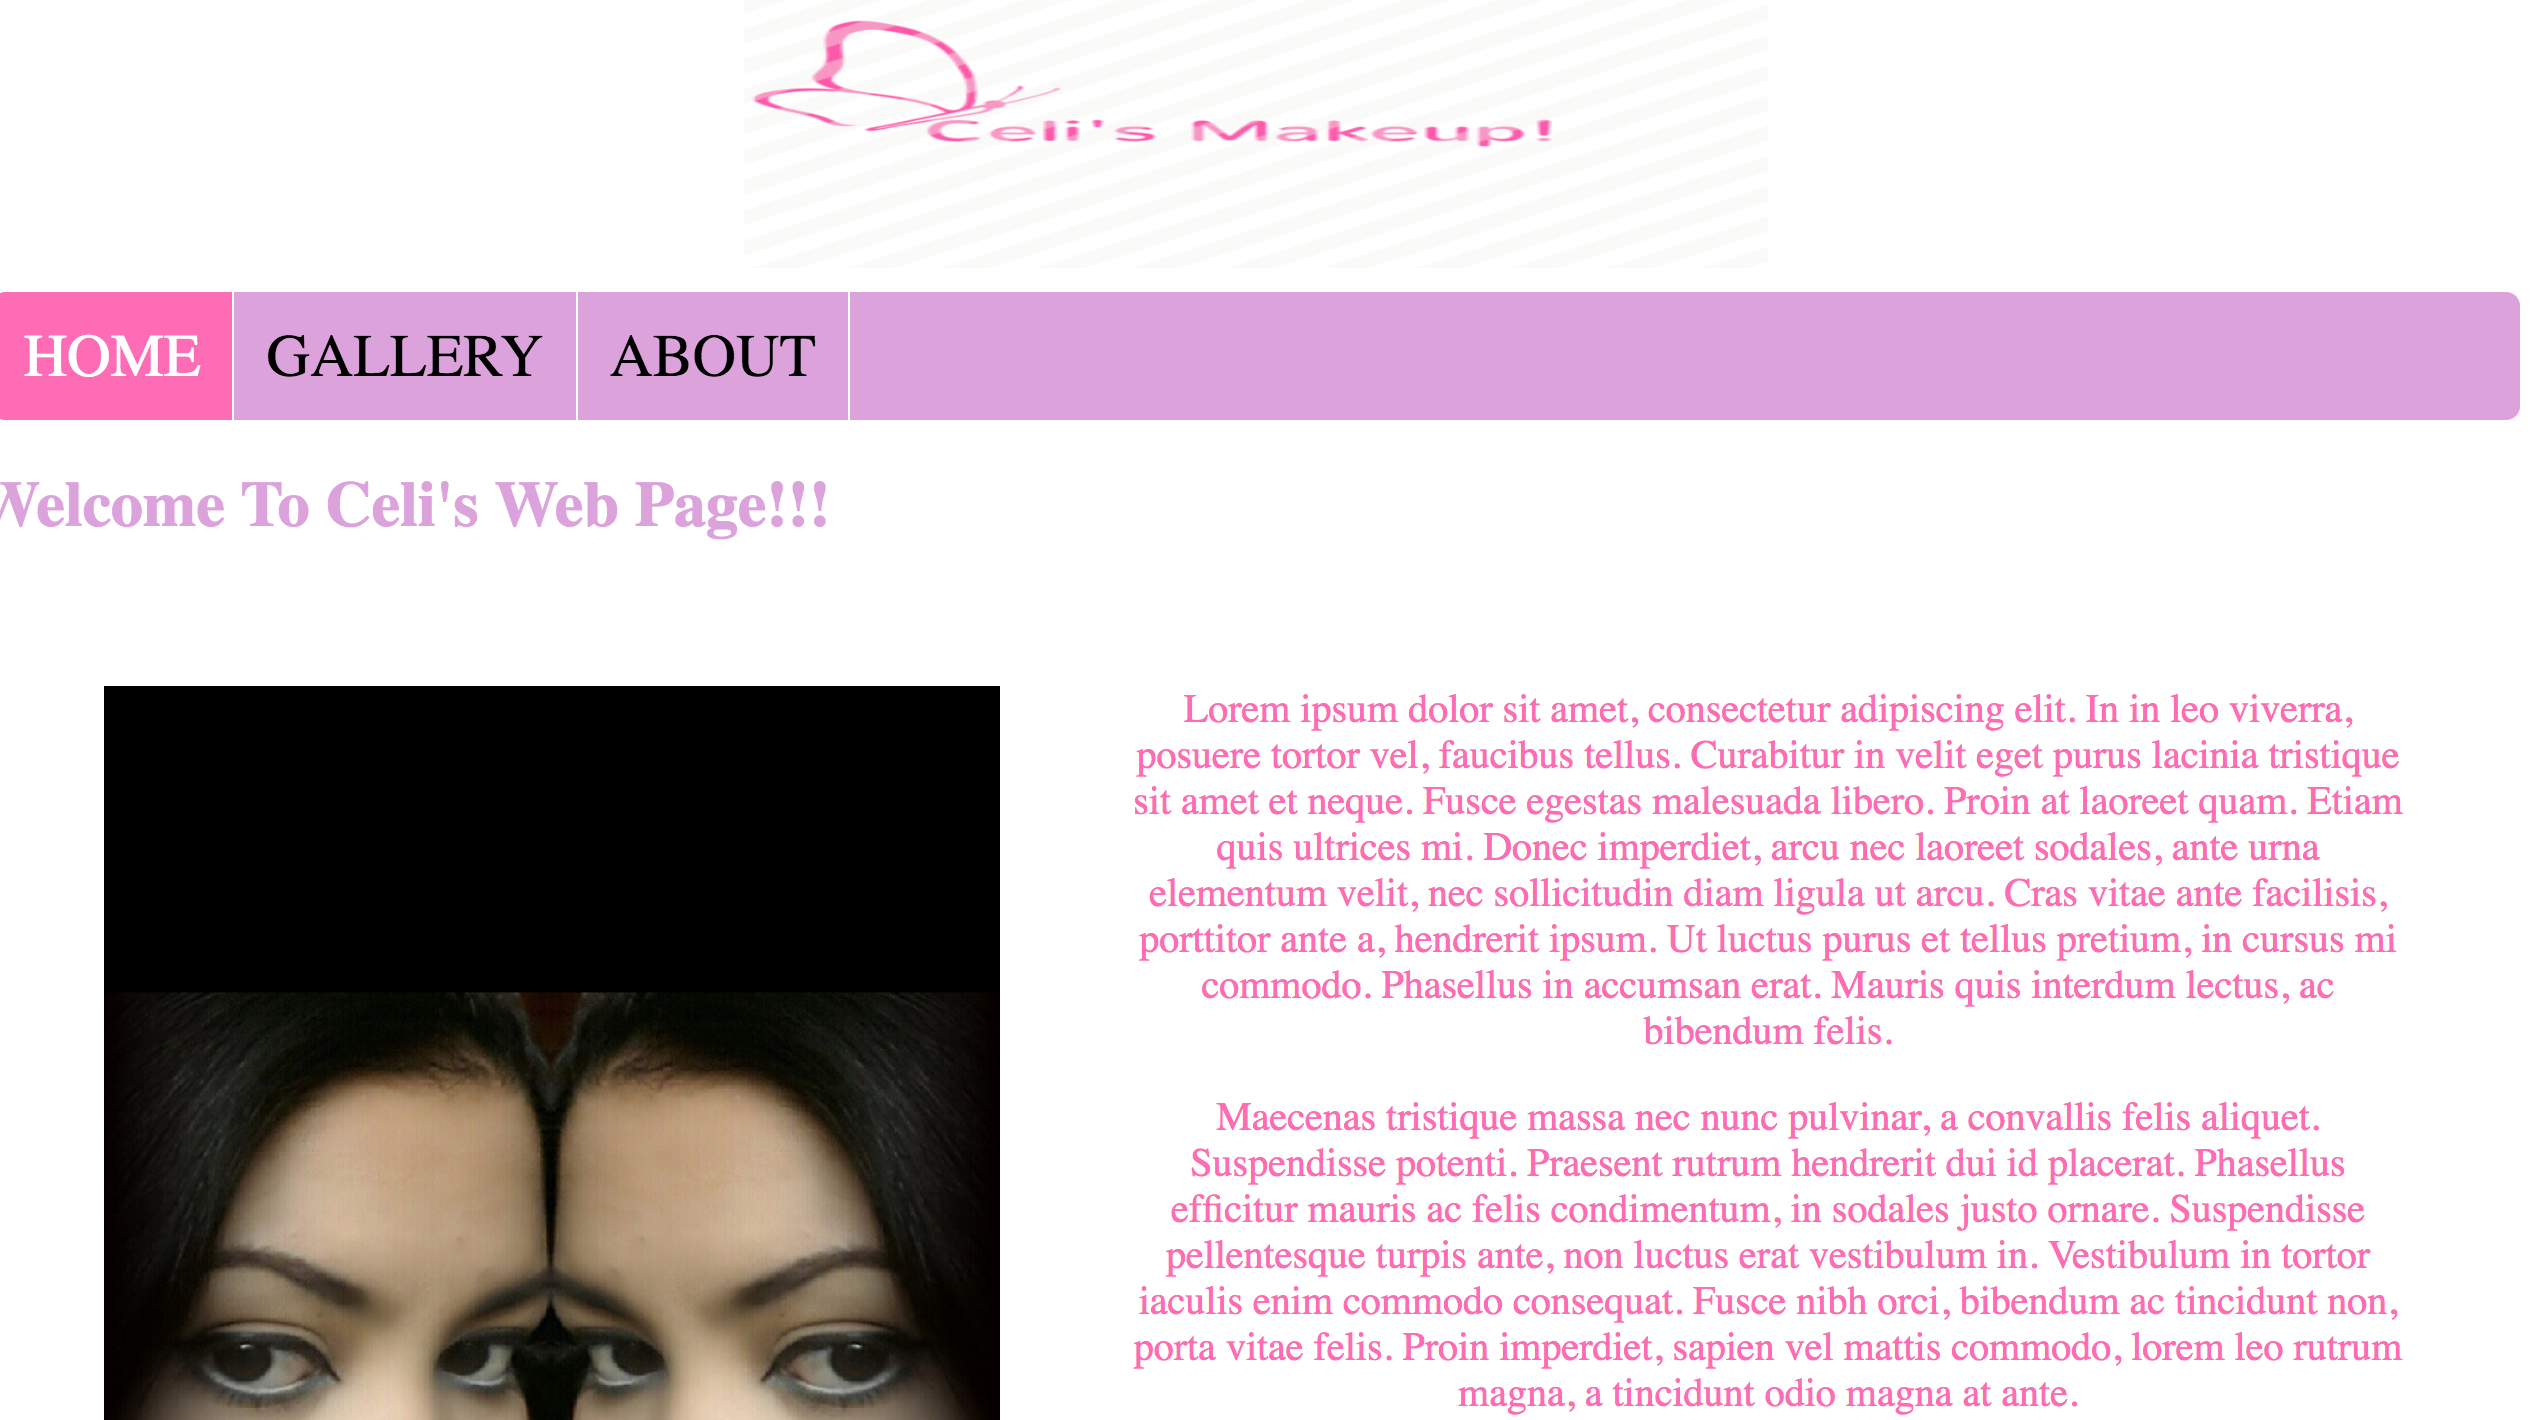 Celi's Makeup!
HOME GALLERY ABOUT
Welcome To Celi's Web Page!!!
Lorem ipsum dolor sit amet, consectetur adipiscing elit. In in leo viverra,
posuere tortor vel, faucibus tellus. Curabitur in velit eget purus lacinia tristique
sit amet et neque. Fusce egestas malesuada libero. Proin at laoreet quam. Etiam
quis ultrices mi. Donec imperdiet, arcu nec laoreet sodales, ante urna
elementum velit, nec sollicitudin diam ligula ut arcu. Cras vitae ante facilisis,
porttitor ante a, hendrerit ipsum. Ut luctus purus et tellus pretium, in cursus mi
commodo. Phasellus in accumsan erat. Mauris quis interdum lectus, ac
bibendum felis.
Maecenas tristique massa nec nunc pulvinar, a convallis felis aliquet.
Suspendisse potenti. Praesent rutrum hendrerit dui id placerat. Phasellus
efficitur mauris ac felis condimentum, in sodales justo ornare. Suspendisse
pellentesque turpis ante, non luctus erat vestibulum in. Vestibulum in tortor
iaculis enim commodo consequat. Fusce nibh orci, bibendum ac tincidunt non,
porta vitae felis. Proin imperdiet, sapien vel mattis commodo, lorem leo rutrum
magna, a tincidunt odio magna at ante.